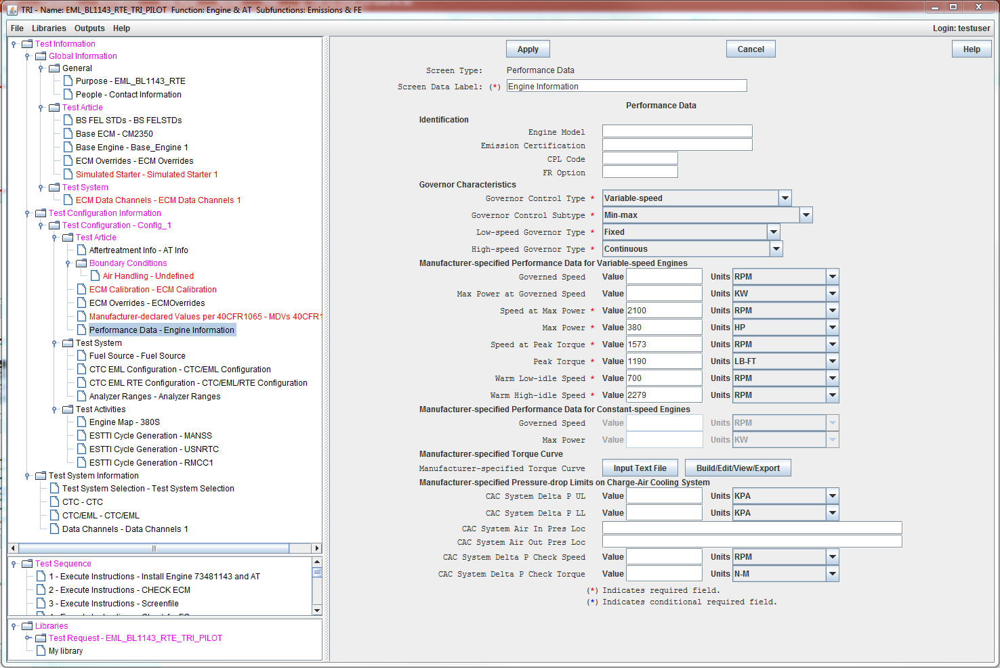 TRI - Name: EML_BL1143_RTE_TRI_PILOT  Function: Engine & AT  Subfunctions: Emissions & FE
File Libraries Outputs Help Login: testuser
Test Information
Global Information
General
Purpose - EML_BL1143_RTE
People - Contact Information
Test Article
BS FEL STDs - BS FELSTDs
Base ECM - CM2350
Base Engine - Base_Engine 1
ECM Overrides - ECM Overrides
Simulated Starter - Simulated Starter 1
Test System
ECM Data Channels - ECM Data Channels 1
Test Configuration Information
Test Configuration - Config_1
Test Article
Aftertreatment Info - AT Info
Boundary Conditions
Air Handling - Undefined
ECM Calibration - ECM Calibration
ECM Overrides - ECMOverrides
Manufacturer-declared Values per 40CFR1065 - MDVs 40CFR1
Performance Data - Engine Information
Test System
Fuel Source - Fuel Source
CTC EML Configuration - CTC/EML Configuration
CTC EML RTE Configuration - CTC/EML/RTE Configuration
Analyzer Ranges - Analyzer Ranges
Test Activities
Engine Map - 380S
ESTTI Cycle Generation - MANSS
ESTTI Cycle Generation - USNRTC
ESTTI Cycle Generation - RMCC1
Test System Information
Test System Selection - Test System Selection
CTC - CTC
CTC/EML - CTC/EML
Data Channels - Data Channels 1
Test Sequence
1 - Execute Instructions - Install Engine 73481143 and AT
2 - Execute Instructions - CHECK ECM
3 - Execute Instructions - Screenfile
Libraries
Test Request - EML_BL1143_RTE_TRI_PILOT
My library
Apply Cancel Help
Screen Type: Performance Data
Screen Data Label: (*) Engine Information
Performance Data
Identification
Engine Model
Emission Certification
CPL Code
FR Option
Governor Characteristics
Governor Control Type * Variable-speed
Governor Control Subtype * Min-max
Low-speed Governor Type * Fixed
High-speed Governor Type * Continuous
Manufacturer-specified Performance Data for Variable-speed Engines
Governed Speed Value Units RPM
Max Power at Governed Speed Value Units KW
Speed at Max Power * Value 2100 Units RPM
Max Power * Value 380 Units HP
Speed at Peak Torque * Value 1573 Units RPM
Peak Torque * Value 1190 Units LB-FT
Warm Low-idle Speed * Value 700 Units RPM
Warm High-idle Speed * Value 2279 Units RPM
Manufacturer-specified Performance Data for Constant-speed Engines
Governed Speed Value Units RPM
Max Power Value Units KW
Manufacturer-specified Torque Curve
Manufacturer-specified Torque Curve Input Text File Build/Edit/View/Export
Manufacturer-specified Pressure-drop Limits on Charge-Air Cooling System
CAC System Delta P UL Value Units KPA
CAC System Delta P LL Value Units KPA
CAC System Air In Pres Loc
CAC System Air Out Pres Loc
CAC System Delta P Check Speed Value Units RPM
CAC System Delta P Check Torque Value Units N-M
(*) Indicates required field.
(*) Indicates conditional required field.